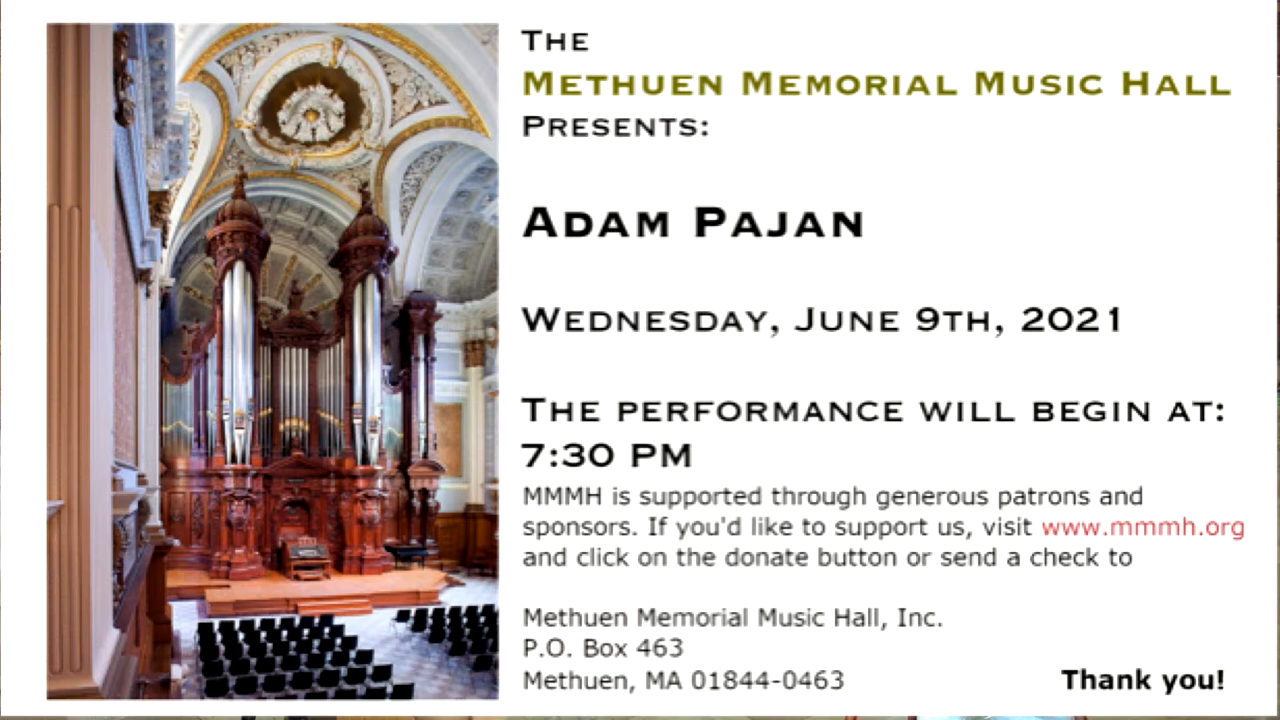 The
Methuen Memorial Music Hall
Presents:
Adam Pajan
Wednesday, June 9th, 2021
The performance will begin at:
7:30 PM
MMMH is supported through generous patrons and
sponsors. If you'd like to support us, visit www.mmmh.org
and click on the donate button or send a check to
Methuen Memorial Music Hall, Inc.
P.O. Box 463
Methuen, MA 01844-0463
Thank you!